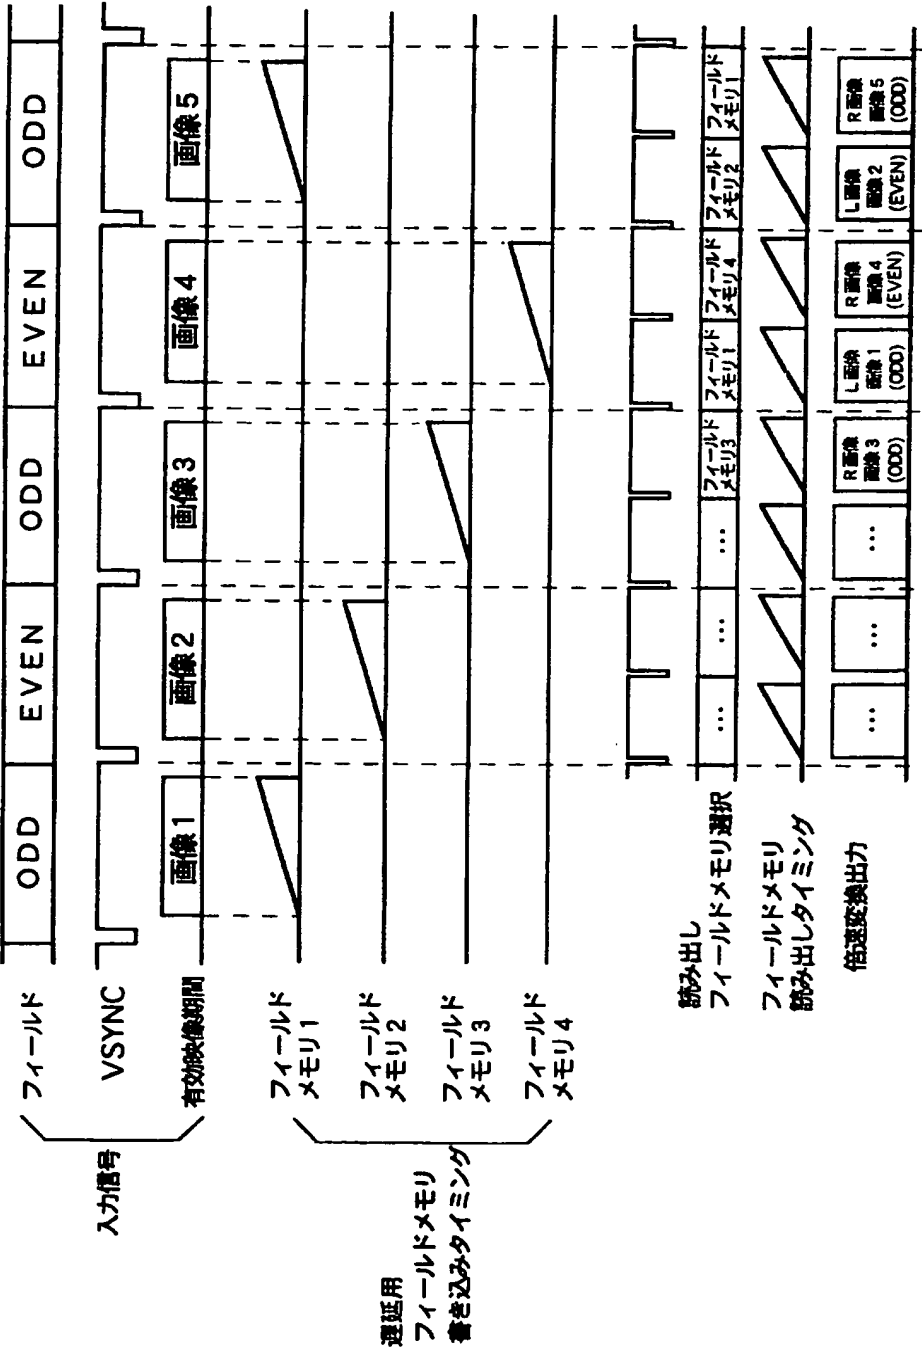 入力信号
フィールド
ODD
EVEN
ODD
EVEN
ODD
VSYNC
有効映像期間
画像1
画像2
画像3
画像4
画像5
遅延用
フィールドメモリ
書き込みタイミング
フィールド
メモリ1
フィールド
メモリ2
フィールド
メモリ3
フィールド
メモリ4
読み出し
フィールドメモリ選択
…
…
…
フィールド
メモリ3
フィールド
メモリ1
フィールド
メモリ4
フィールド
メモリ2
フィールド
メモリ1
フィールドメモリ
読み出しタイミング
倍速変換出力
…
…
…
R画像
画像3
(ODD)
L画像
画像1
(ODD)
R画像
画像4
(EVEN)
L画像
画像2
(EVEN)
R画像
画像5
(ODD)